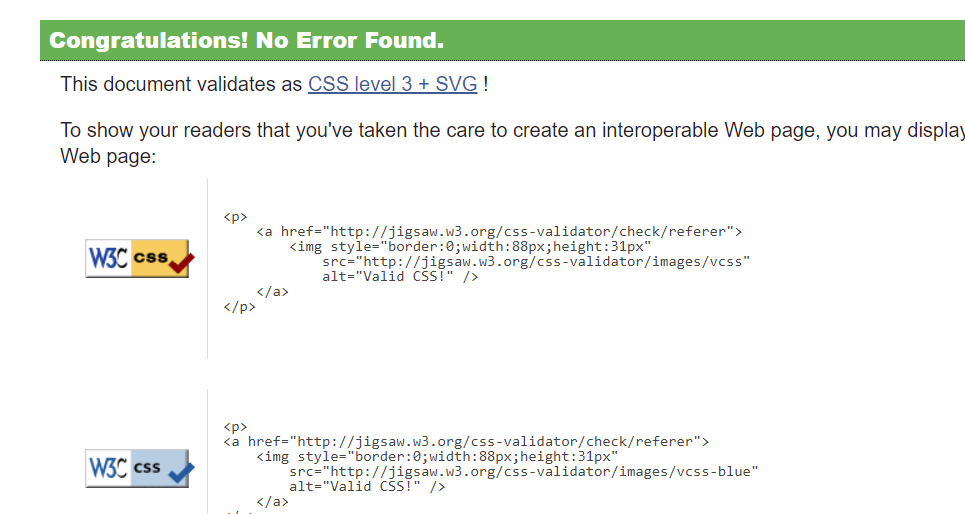 Congratulations! No Error Found.
This document validates as CSS level 3 + SVG !
To show your readers that you've taken the care to create an interoperable Web page, you may display
Web page:
W3C css
<p>
    <a href="http://jigsaw.w3.org/css-validator/check/referer">
        <img style="border:0;width:88px;height:31px"
            src="http://jigsaw.w3.org/css-validator/images/vcss"
            alt="Valid CSS!" />
    </a>
</p>
W3C css
<p>
<a href="http://jigsaw.w3.org/css-validator/check/referer">
    <img style="border:0;width:88px;height:31px"
        src="http://jigsaw.w3.org/css-validator/images/vcss-blue"
        alt="Valid CSS!" />
    </a>